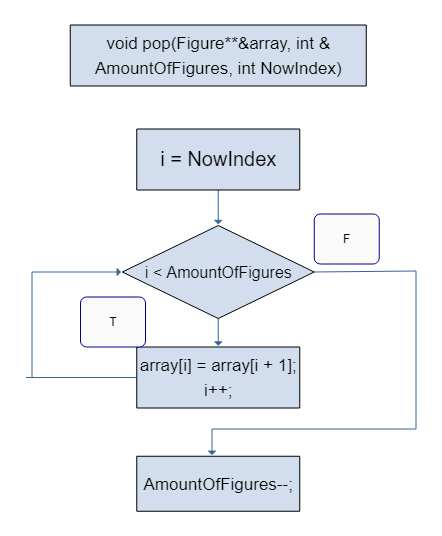 void pop(Figure**&array, int &
AmountOfFigures, int NowIndex)
i = NowIndex
F
i < AmountOfFigures
T
array[i] = array[i + 1];
i++;
AmountOfFigures--;